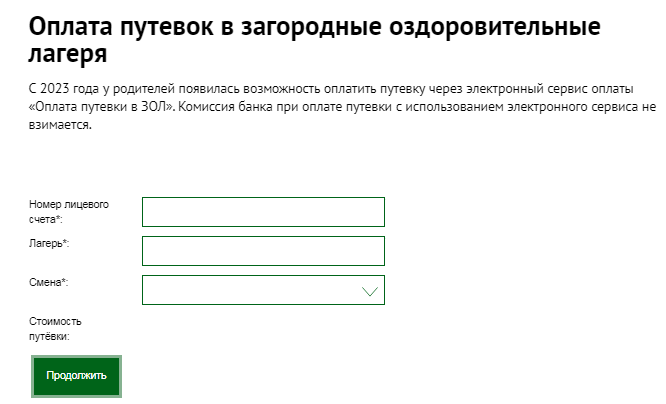 Оплата путевок в загородные оздоровительные
лагеря
С 2023 года у родителей появилась возможность оплатить путевку через электронный сервис оплаты
«Оплата путевки в ЗОЛ». Комиссия банка при оплате путевки с использованием электронного сервиса не
взимается.
Номер лицевого
счета*:
Лагерь*:
Смена*:
Стоимость
путёвки:
Продолжить